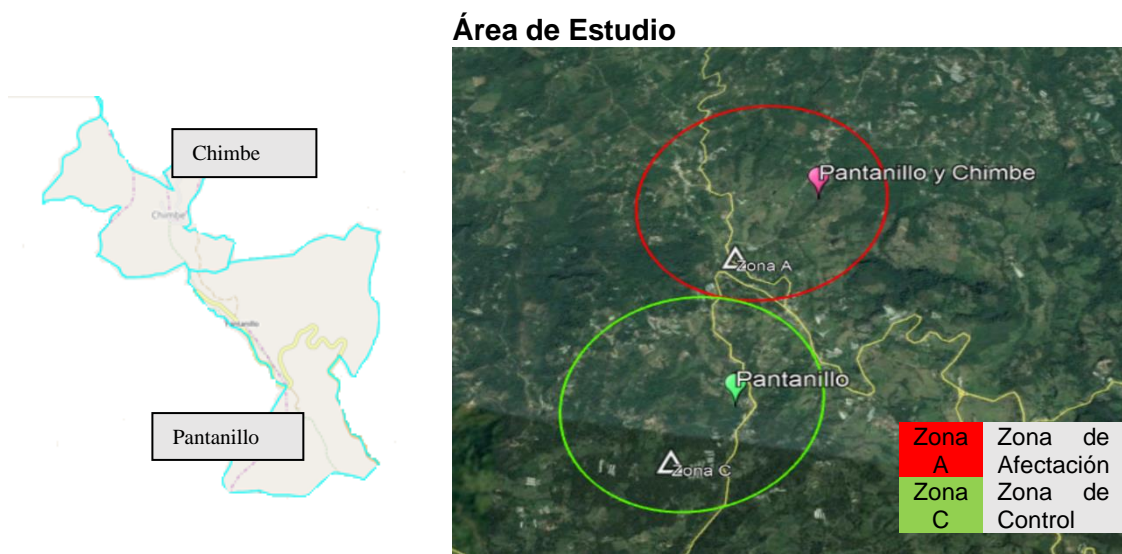 Área de Estudio
Chimbe
Chimbe
Pantanillo
Pantanillo
Pantanillo y Chimbe
Zona A
Pantanillo
Zona C
Zona A
Zona de Afectación
Zona C
Zona de Control